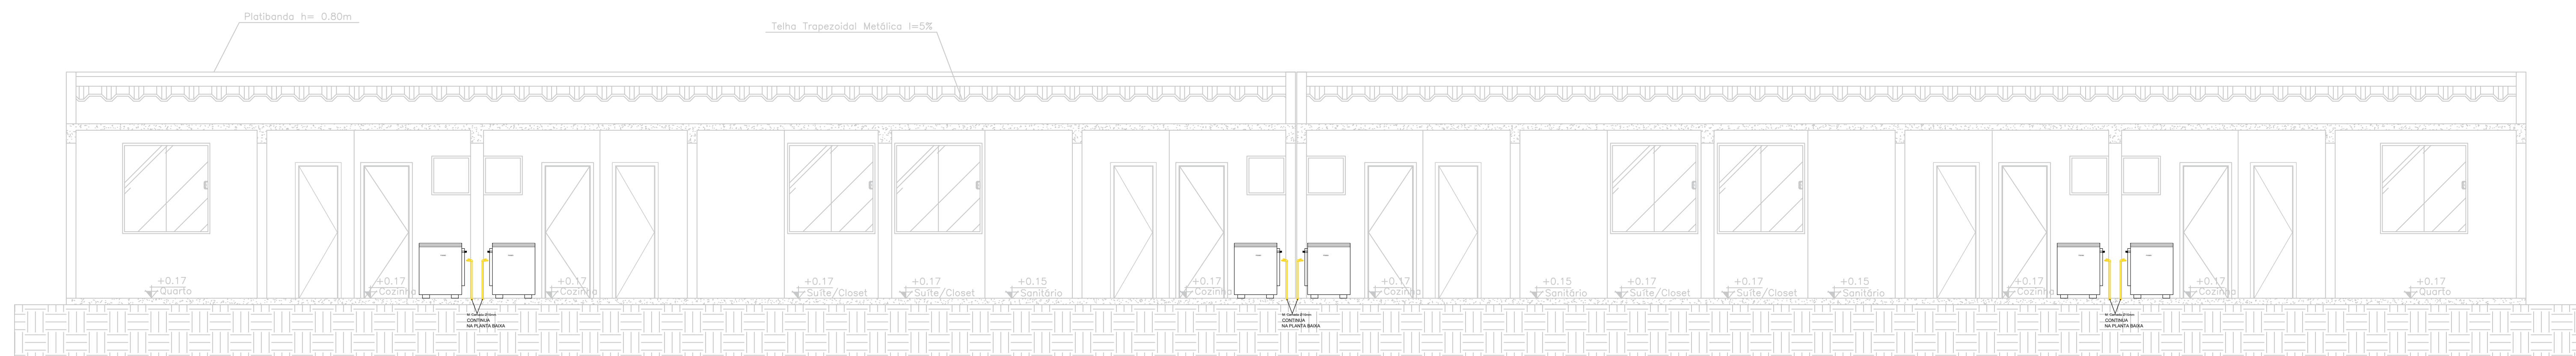 Platibanda h= 0.80m
Telha Trapezoidal Metálica I=5%
+0.17
Quarto
+0.17
Cozinha
+0.17
Cozinha
+0.17
Suíte/Closet
+0.17
Suíte/Closet
+0.15
Sanitário
+0.17
Cozinha
+0.17
Cozinha
+0.15
Sanitário
+0.17
Suíte/Closet
+0.17
Suíte/Closet
+0.15
Sanitário
+0.17
Cozinha
+0.17
Cozinha
+0.17
Quarto
CONTINUA
NA PLANTA BAIXA
CONTINUA
NA PLANTA BAIXA
CONTINUA
NA PLANTA BAIXA